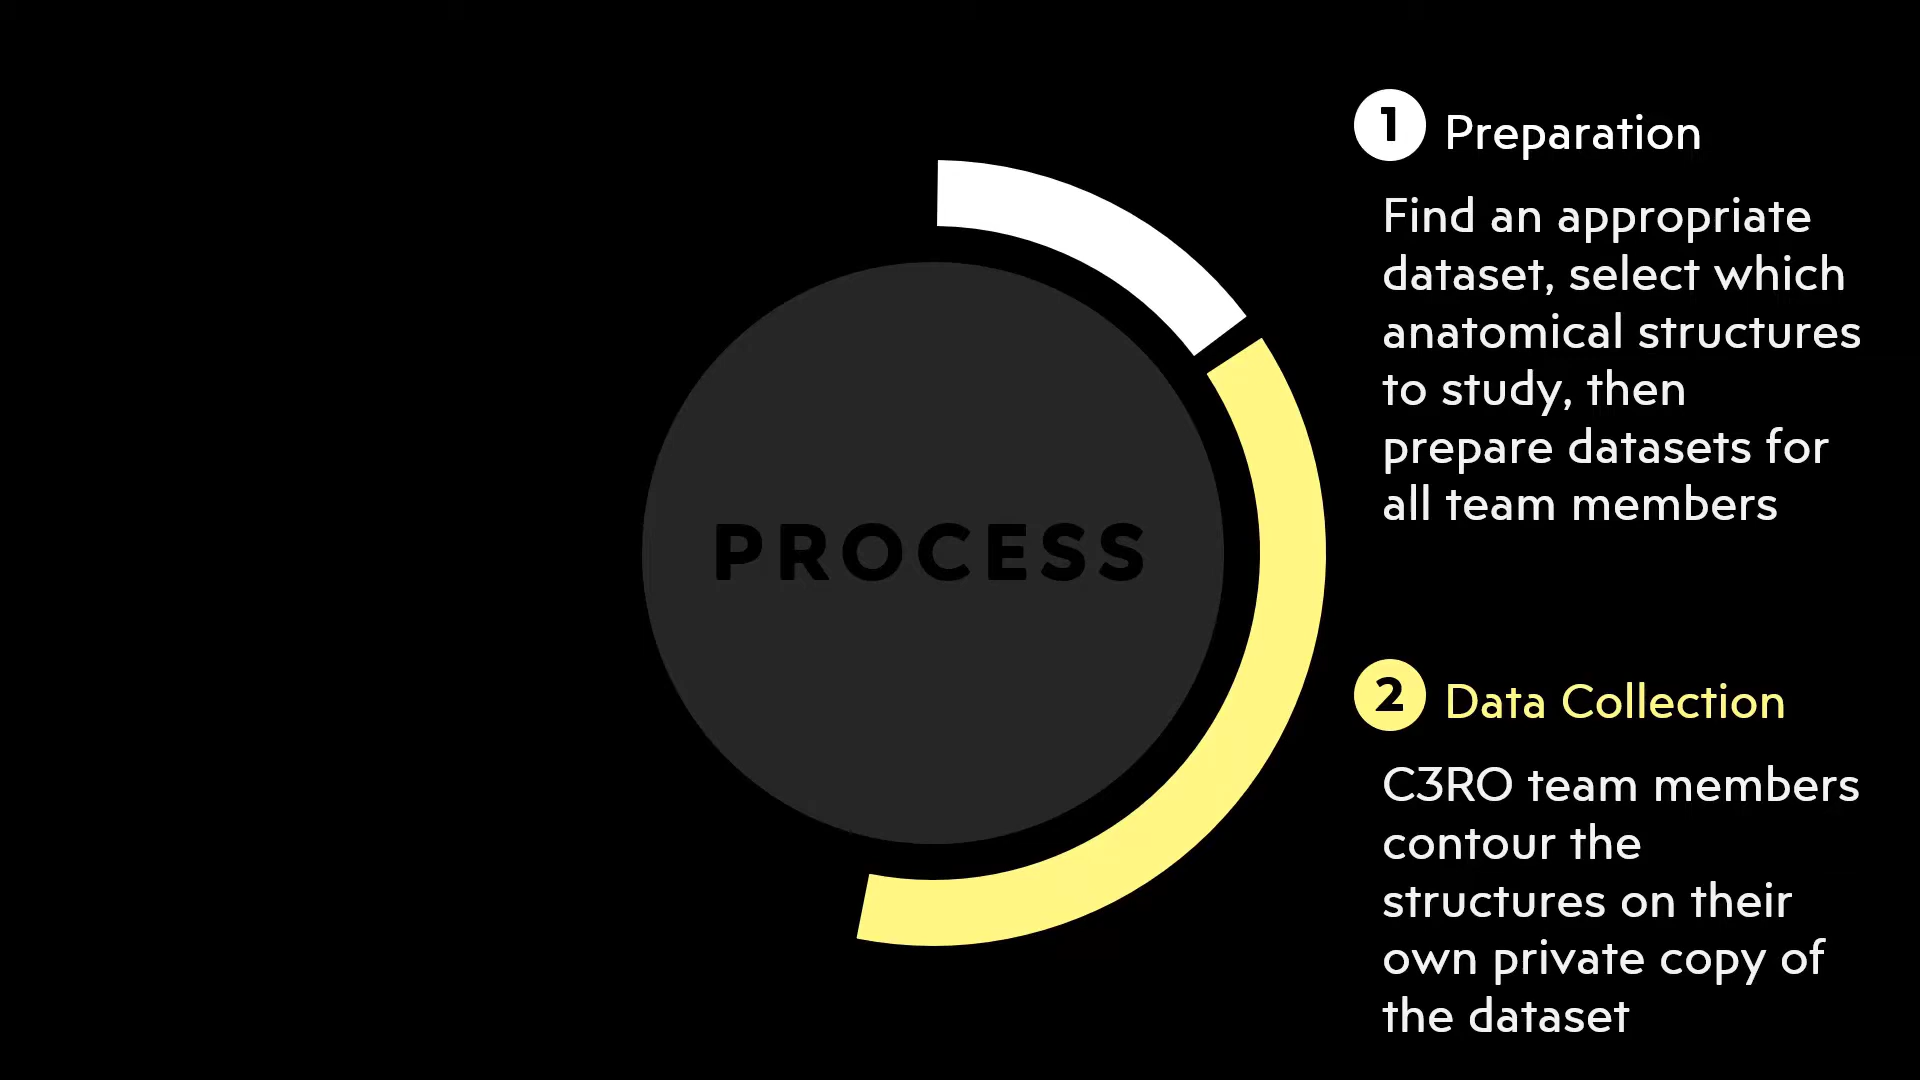 PROCESS
1 Preparation
Find an appropriate
dataset, select which
anatomical structures
to study, then
prepare datasets for
all team members
2 Data Collection
C3RO team members
contour the
structures on their
own private copy of
the dataset